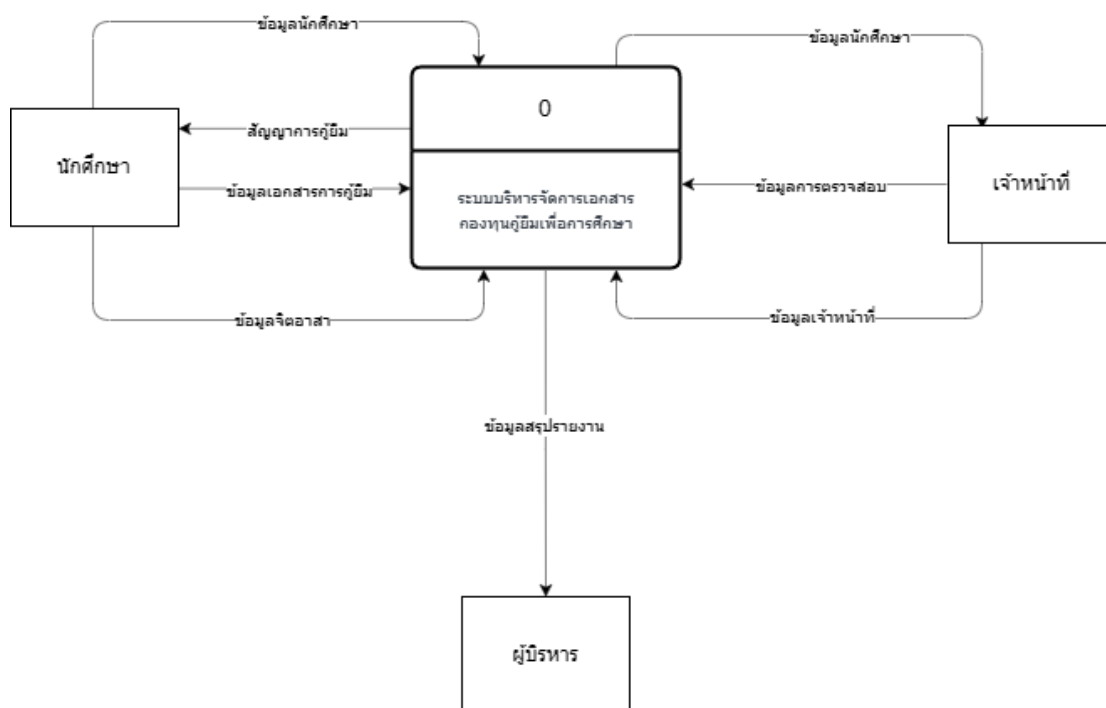 ข้อมูลนักศึกษา
ข้อมูลนักศึกษา
0
สัญญาการกู้ยืม
นักศึกษา
ข้อมูลเอกสารการกู้ยืม
ระบบบริหารจัดการเอกสาร
กองทุนกู้ยืมเพื่อการศึกษา
ข้อมูลการตรวจสอบ
เจ้าหน้าที่
ข้อมูลจิตอาสา
ข้อมูลเจ้าหน้าที่
ข้อมูลสรุปรายงาน
ผู้บิรหาร